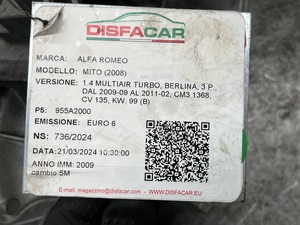 DISFACAR
MARCA: ALFA ROMEO
MODELLO: MITO (2008)
VERSIONE: 1.4 MULTIAIR TURBO, BERLINA, 3 P.,
DAL 2009-09 AL 2011-02, CM3 1368,
CV 135, KW. 99 (B)
P5: 955A2000
EMISSIONE: EURO 6
NS: 736/2024
DATA: 21/03/2024 10:30:00
ANNO IMM: 2009
cambio 5M
E-mail: magazzino@disfacar.com WWW.DISFACAR.EU